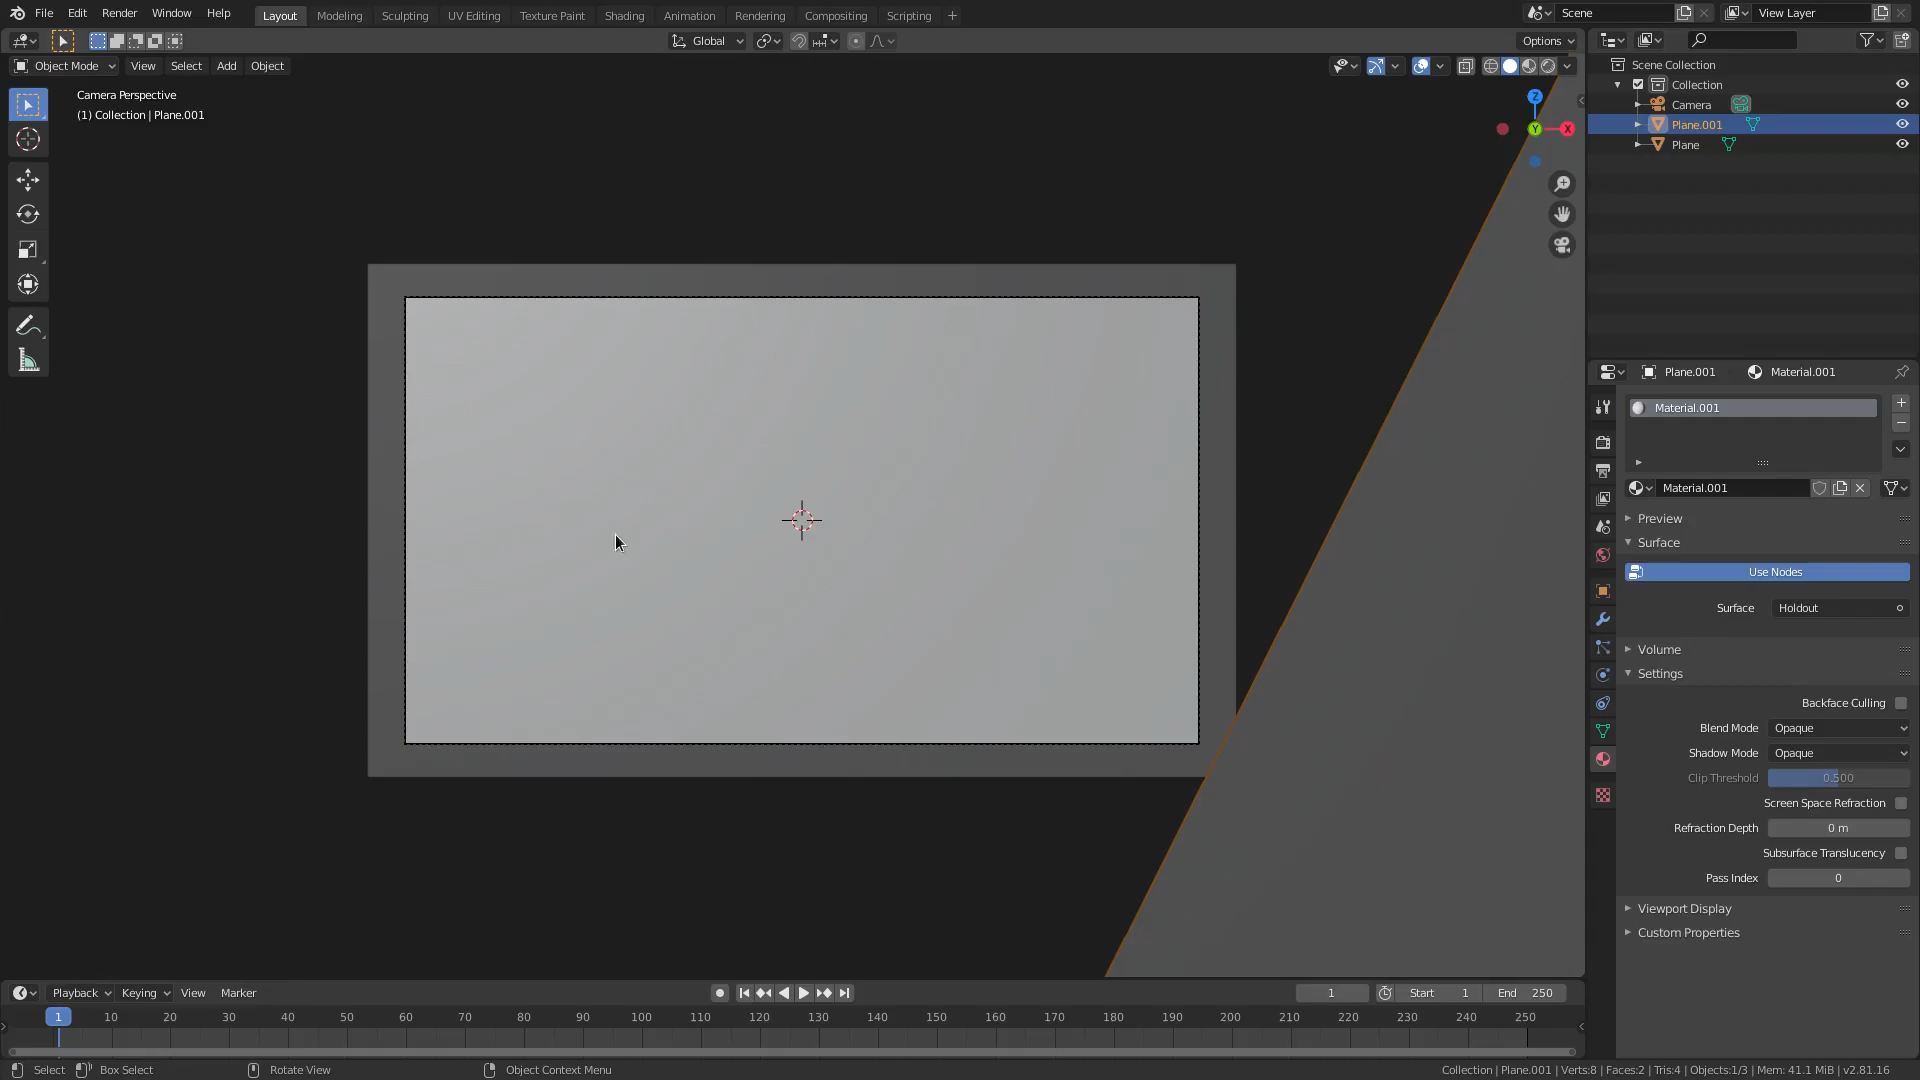 File Edit Render Window Help Layout Modeling Sculpting UV Editing Texture Paint Shading Animation Rendering Compositing Scripting + Scene View Layer
Global Options
Object Mode View Select Add Object
Camera Perspective
(1) Collection | Plane.001
Z
Y
X
Scene Collection
Collection
Camera
Plane.001
Plane
Plane.001 Material.001
Material.001
Material.001
Preview
Surface
Use Nodes
Surface Holdout
Volume
Settings
Backface Culling
Blend Mode Opaque
Shadow Mode Opaque
Clip Threshold 0.500
Screen Space Refraction
Refraction Depth 0 m
Subsurface Translucency
Pass Index 0
Viewport Display
Custom Properties
Playback Keying View Marker 1 Start 1 End 250
1 10 20 30 40 50 60 70 80 90 100 110 120 130 140 150 160 170 180 190 200 210 220 230 240 250
Select Box Select Rotate View Object Context Menu Collection | Plane.001 | Verts:8 | Faces:2 | Tris:4 | Objects:1/3 | Mem: 41.1 MiB | v2.81.16